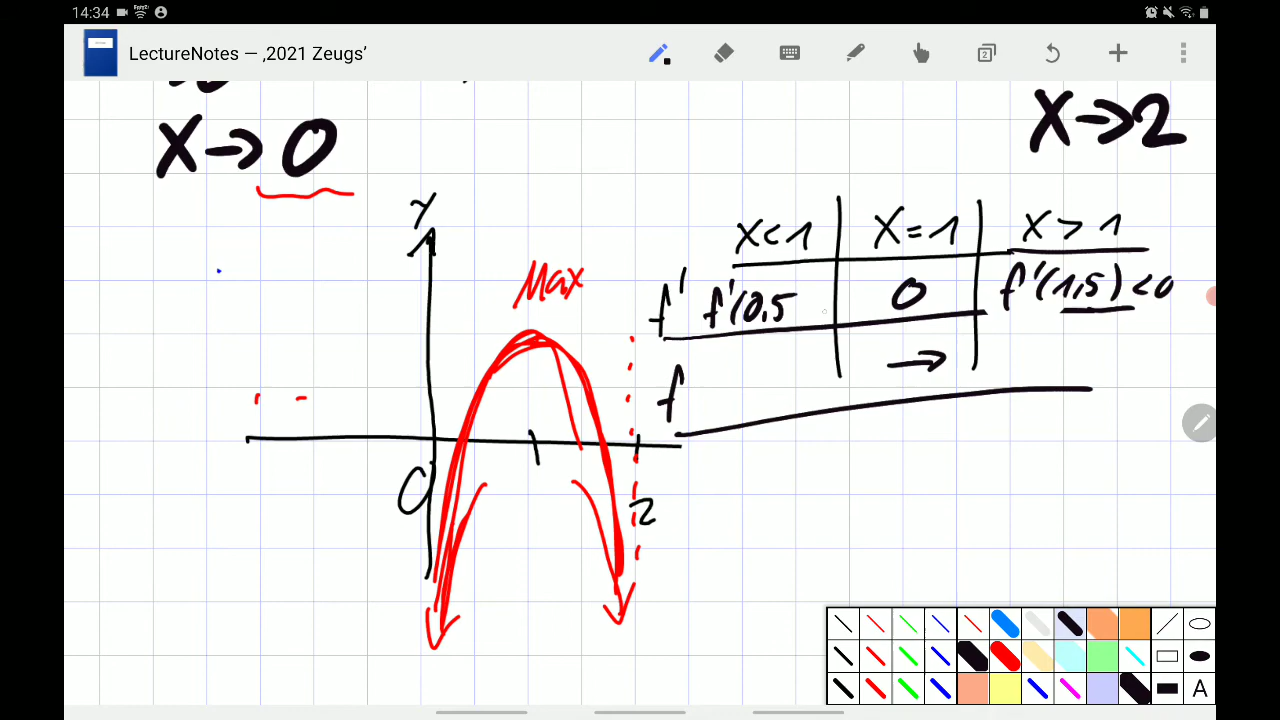 14:34
LectureNotes — ‚2021 Zeugs’
2
X→0
X→2
y
Max
x<1 X=1 X>1
f' f'(0,5 0 f'(1,5)<0
f →
0
2
A